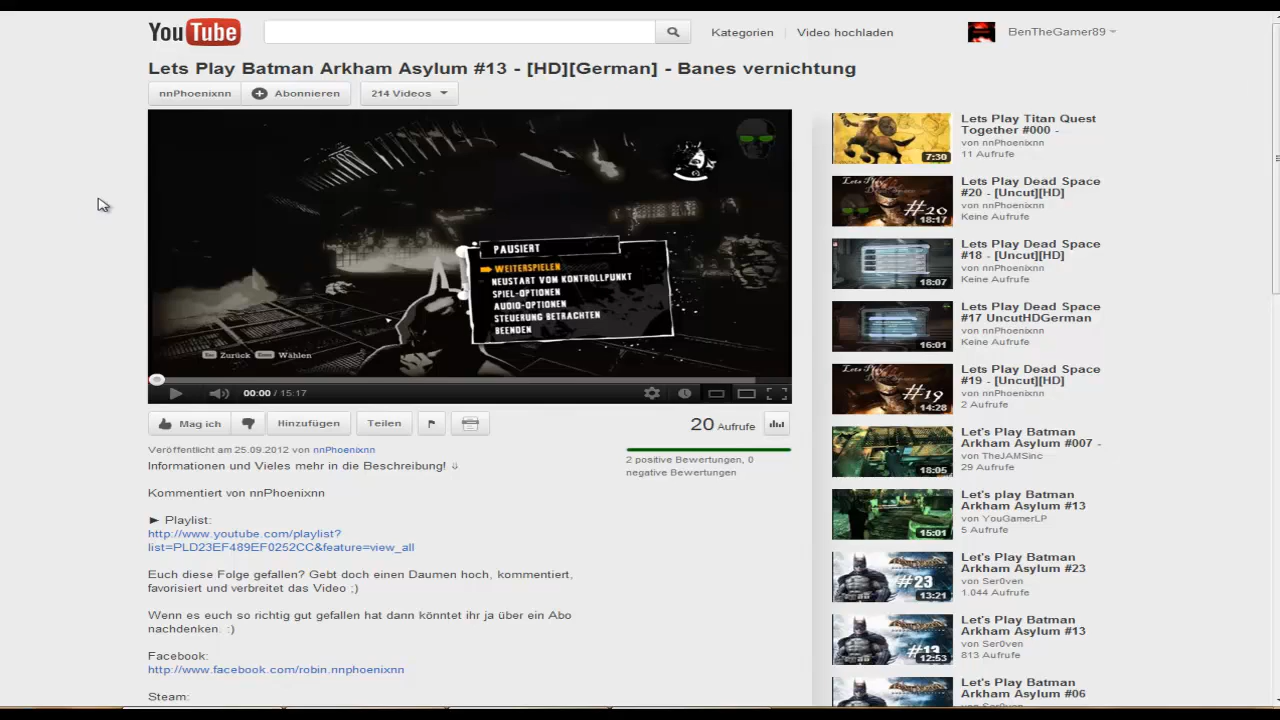 YouTube
Kategorien
Video hochladen
BenTheGamer89
Lets Play Batman Arkham Asylum #13 - [HD][German] - Banes vernichtung
nnPhoenixnn
Abonnieren
214 Videos
PAUSIERT
WEITERSPIELEN
NEUSTART VOM KONTROLLPUNKT
SPIEL-OPTIONEN
AUDIO-OPTIONEN
STEUERUNG BETRACHTEN
BEENDEN
Zurück
Wählen
00:00 / 15:17
Mag ich
Hinzufügen
Teilen
20 Aufrufe
Veröffentlicht am 25.09.2012 von nnPhoenixnn
2 positive Bewertungen, 0
negative Bewertungen
Informationen und Vieles mehr in die Beschreibung! ⇩
Kommentiert von nnPhoenixnn
► Playlist:
http://www.youtube.com/playlist?
list=PLD23EF489EF0252CC&feature=view_all
Euch diese Folge gefallen? Gebt doch einen Daumen hoch, kommentiert,
favorisiert und verbreitet das Video ;)
Wenn es euch so richtig gut gefallen hat dann könntet ihr ja über ein Abo
nachdenken. :)
Facebook:
http://www.facebook.com/robin.nnphoenixnn
Steam:
Lets Play Titan Quest
Together #000 -
von nnPhoenixnn
11 Aufrufe
7:30
Lets Play Dead Space
#20 - [Uncut][HD]
von nnPhoenixnn
Keine Aufrufe
Lets Play
#20
18:17
Lets Play Dead Space
#18 - [Uncut][HD]
von nnPhoenixnn
Keine Aufrufe
18:07
Lets Play Dead Space
#17 UncutHDGerman
von nnPhoenixnn
Keine Aufrufe
16:01
Lets Play Dead Space
#19 - [Uncut][HD]
von nnPhoenixnn
2 Aufrufe
Lets Play
#19
14:28
Let's Play Batman
Arkham Asylum #007 -
von TheJAMSinc
29 Aufrufe
18:05
Let's play Batman
Arkham Asylum #13
von YouGamerLP
5 Aufrufe
15:01
Let's Play Batman
Arkham Asylum #23
von Ser0ven
1.044 Aufrufe
#23
13:21
Let's Play Batman
Arkham Asylum #13
von Ser0ven
813 Aufrufe
#13
12:53
Let's Play Batman
Arkham Asylum #06
von Ser0ven